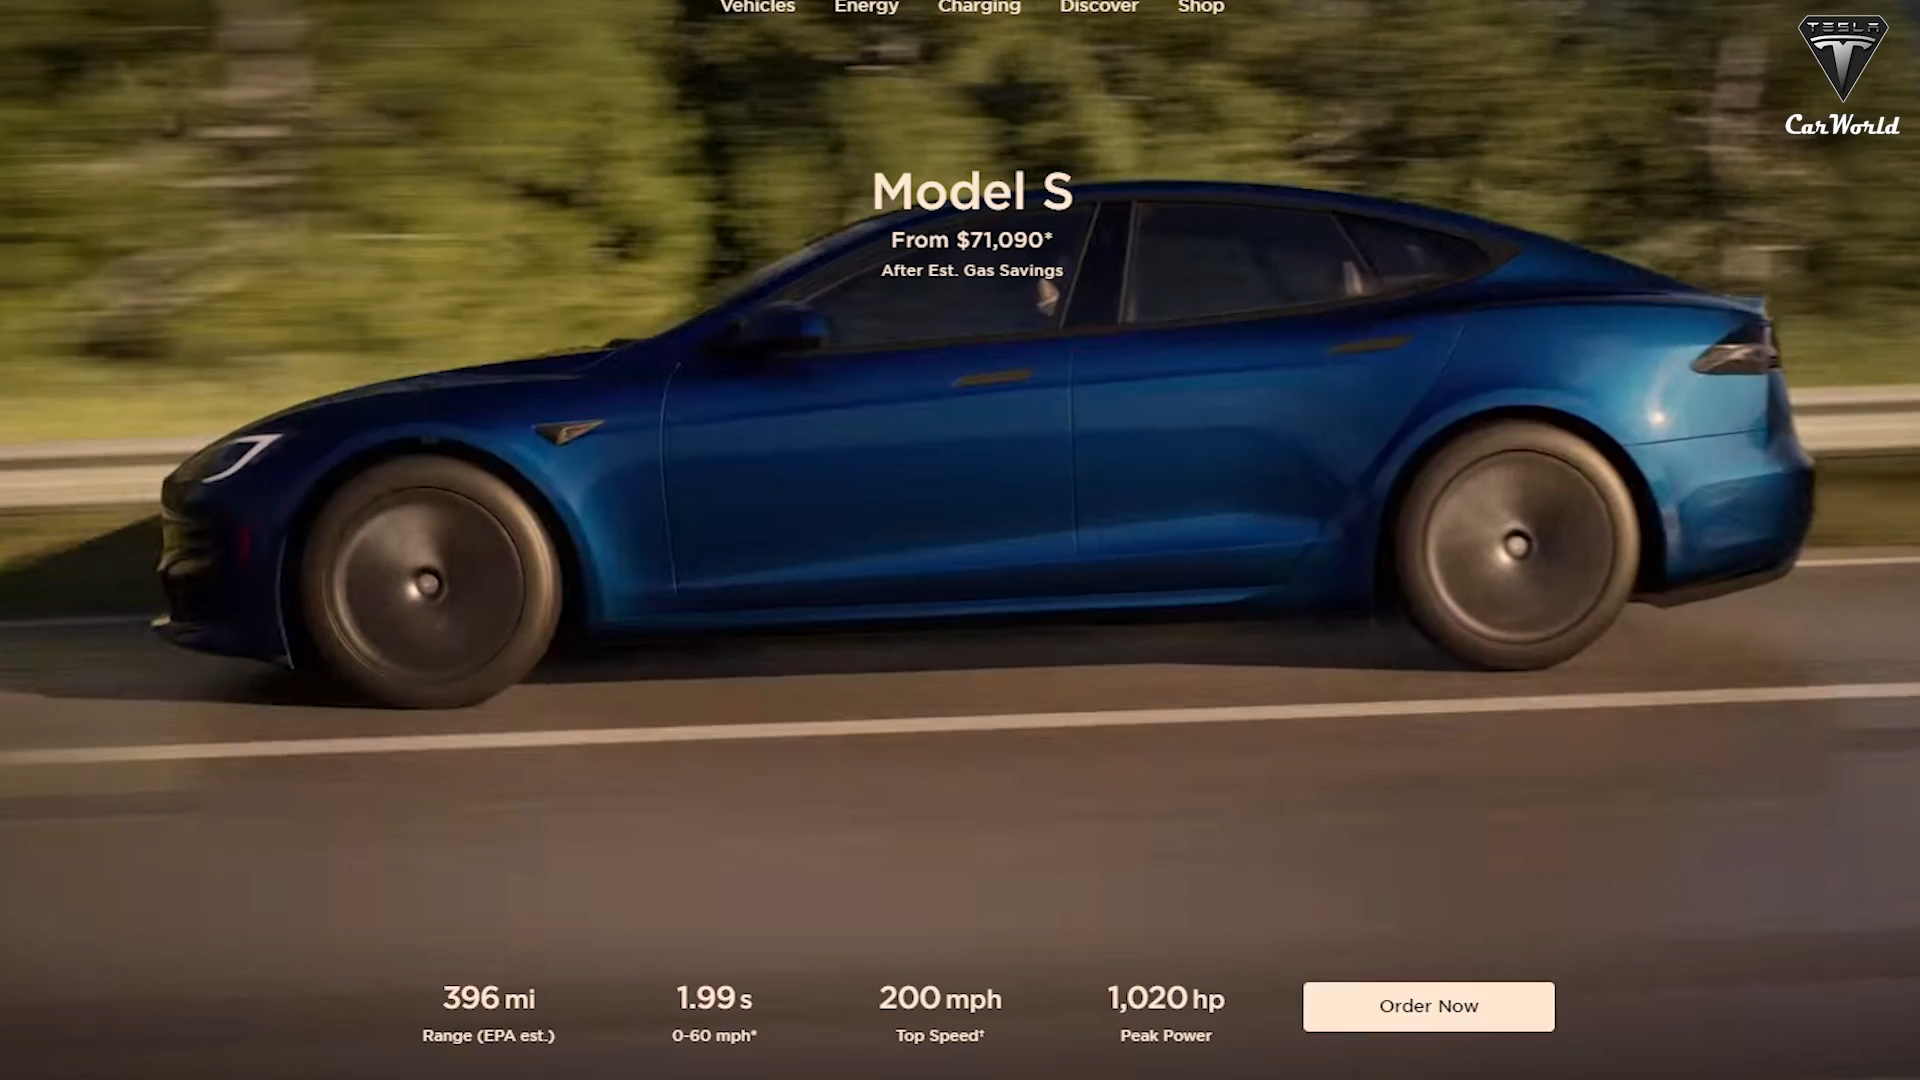 Vehicles Energy Charging Discover Shop
TESLA
CarWorld
Model S
From $71,090*
After Est. Gas Savings
396 mi
Range (EPA est.)
1.99 s
0-60 mph*
200 mph
Top Speed†
1,020 hp
Peak Power
Order Now